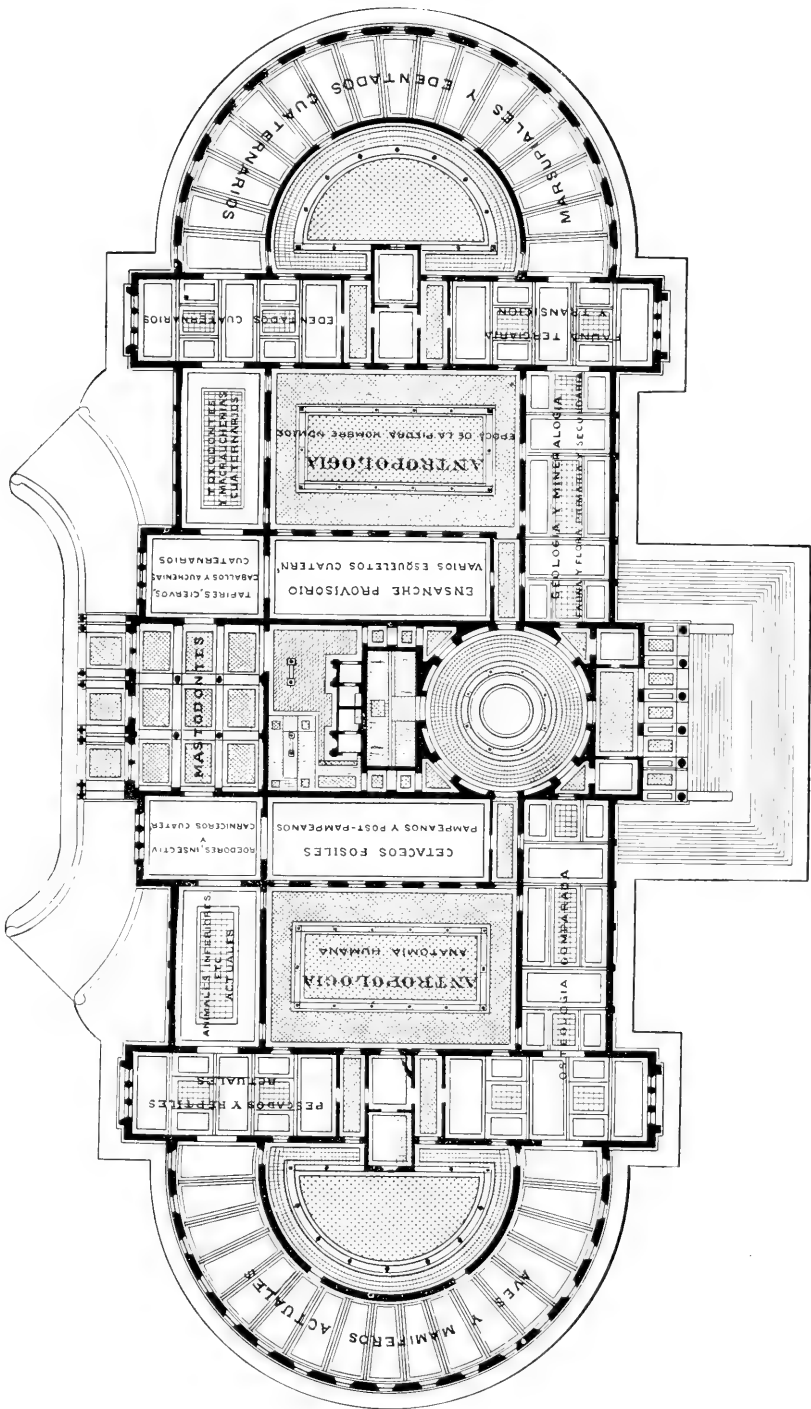 MARSUPIALES Y EDENTADOS CUATERNARIOS
EDENTADOS CUATERNARIOS
FAUNA TERCIARIA
Y TRANSICION
TOXODONTES
Y MACRAUCHENIAS
CUATERNARIOS
ANTROPOLOGIA
EPOCA DE LA PIEDRA HOMBRE
GEOLOGIA Y MINERALOGIA
FAUNA Y FLORA PRIMARIA Y SECUNDARIA
TAPIRES, CIERVOS,
CABALLOS Y AUCHENIAS
CUATERNARIOS
ENSANCHE PROVISORIO
VARIOS ESQUELETOS CUATERNˢ
MASTODONTES
ROEDORES, INSECTIV.
Y
CARNICEROS CUATER.
CETACEOS FOSILES
PAMPEANOS Y POST-PAMPEANOS
ANIMALES INFERIORES
ETC.
ACTUALES
ANTROPOLOGIA
ANATOMIA HUMANA
OSTEOLOGIA COMPARADA
PESCADOS Y REPTILES
ACTUALES
AVES Y MAMIFEROS ACTUALES